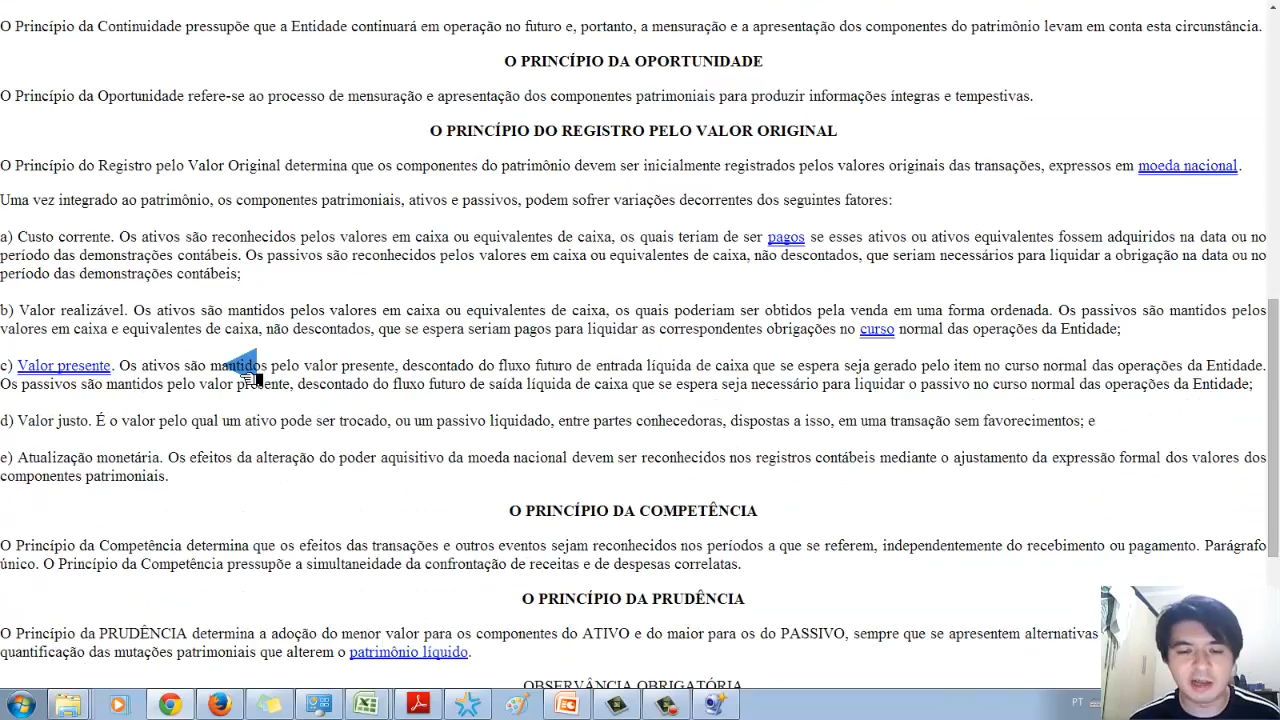 O Princípio da Continuidade pressupõe que a Entidade continuará em operação no futuro e, portanto, a mensuração e a apresentação dos componentes do patrimônio levam em conta esta circunstância.
O PRINCÍPIO DA OPORTUNIDADE
O Princípio da Oportunidade refere-se ao processo de mensuração e apresentação dos componentes patrimoniais para produzir informações íntegras e tempestivas.
O PRINCÍPIO DO REGISTRO PELO VALOR ORIGINAL
O Princípio do Registro pelo Valor Original determina que os componentes do patrimônio devem ser inicialmente registrados pelos valores originais das transações, expressos em moeda nacional.
Uma vez integrado ao patrimônio, os componentes patrimoniais, ativos e passivos, podem sofrer variações decorrentes dos seguintes fatores:
a) Custo corrente. Os ativos são reconhecidos pelos valores em caixa ou equivalentes de caixa, os quais teriam de ser pagos se esses ativos ou ativos equivalentes fossem adquiridos na data ou no
período das demonstrações contábeis. Os passivos são reconhecidos pelos valores em caixa ou equivalentes de caixa, não descontados, que seriam necessários para liquidar a obrigação na data ou no
período das demonstrações contábeis;
b) Valor realizável. Os ativos são mantidos pelos valores em caixa ou equivalentes de caixa, os quais poderiam ser obtidos pela venda em uma forma ordenada. Os passivos são mantidos pelos
valores em caixa e equivalentes de caixa, não descontados, que se espera seriam pagos para liquidar as correspondentes obrigações no curso normal das operações da Entidade;
c) Valor presente. Os ativos são mantidos pelo valor presente, descontado do fluxo futuro de entrada líquida de caixa que se espera seja gerado pelo item no curso normal das operações da Entidade.
Os passivos são mantidos pelo valor presente, descontado do fluxo futuro de saída líquida de caixa que se espera seja necessário para liquidar o passivo no curso normal das operações da Entidade;
d) Valor justo. É o valor pelo qual um ativo pode ser trocado, ou um passivo liquidado, entre partes conhecedoras, dispostas a isso, em uma transação sem favorecimentos; e
e) Atualização monetária. Os efeitos da alteração do poder aquisitivo da moeda nacional devem ser reconhecidos nos registros contábeis mediante o ajustamento da expressão formal dos valores dos
componentes patrimoniais.
O PRINCÍPIO DA COMPETÊNCIA
O Princípio da Competência determina que os efeitos das transações e outros eventos sejam reconhecidos nos períodos a que se referem, independentemente do recebimento ou pagamento. Parágrafo
único. O Princípio da Competência pressupõe a simultaneidade da confrontação de receitas e de despesas correlatas.
O PRINCÍPIO DA PRUDÊNCIA
O Princípio da PRUDÊNCIA determina a adoção do menor valor para os componentes do ATIVO e do maior para os do PASSIVO, sempre que se apresentem alternativas
quantificação das mutações patrimoniais que alterem o patrimônio líquido.
OBSERVÂNCIA OBRIGATÓRIA
PT